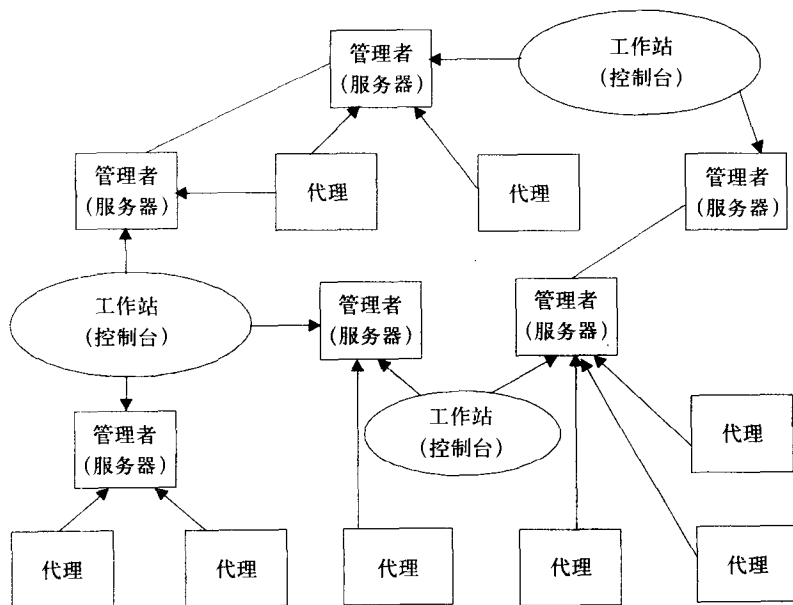 管理者
(服务器)
工作站
(控制台)
管理者
(服务器)
代理
代理
管理者
(服务器)
工作站
(控制台)
管理者
(服务器)
管理者
(服务器)
管理者
(服务器)
工作站
(控制台)
代理
代理
代理
代理
代理
代理